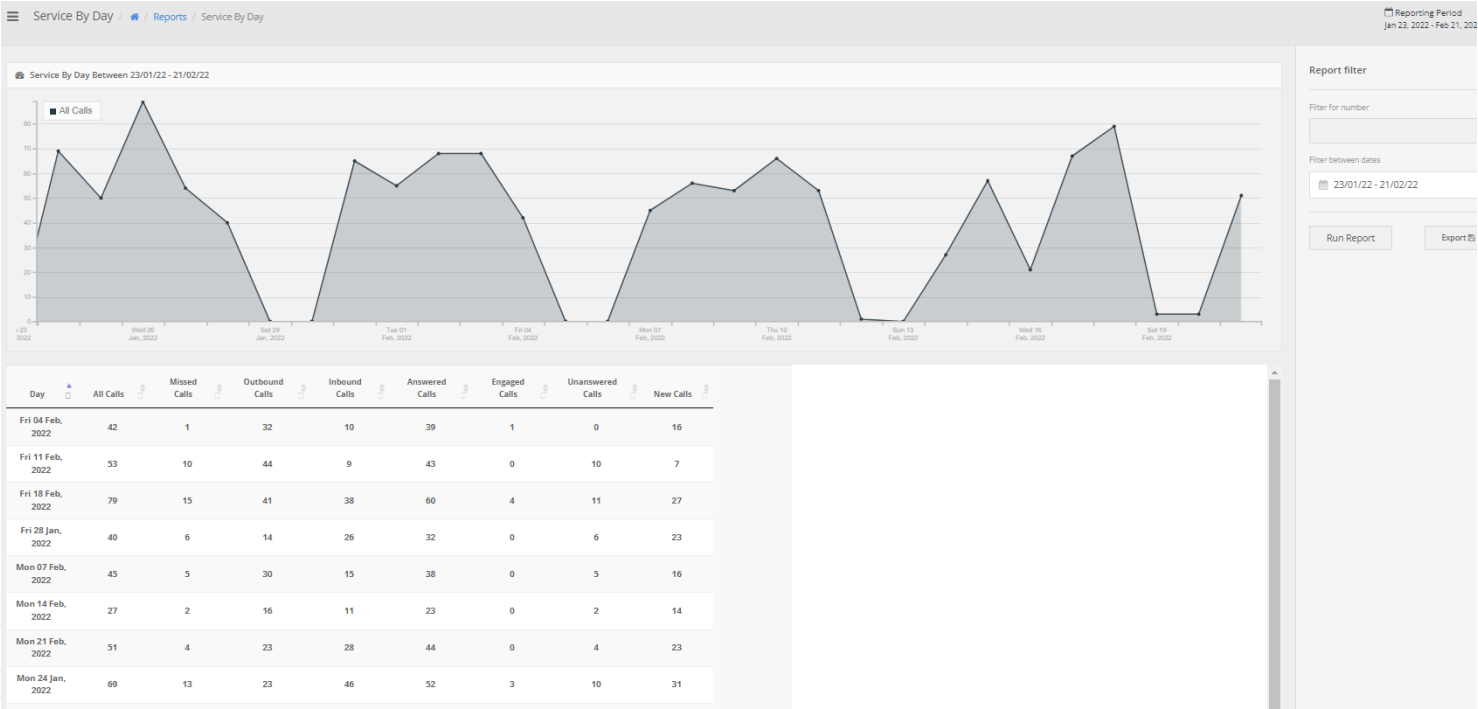 Service By Day / / Reports / Service By Day
Reporting Period
Jan 23, 2022 - Feb 21, 202
Service By Day Between 23/01/22 - 21/02/22
All Calls
80
70
60
50
40
30
20
10
0
23
2022
Wed 26
Jan, 2022
Sat 29
Jan, 2022
Tue 01
Feb, 2022
Fri 04
Feb, 2022
Mon 07
Feb, 2022
Thu 10
Feb, 2022
Sun 13
Feb, 2022
Wed 16
Feb, 2022
Sat 19
Feb, 2022
Report filter
Filter for number
Filter between dates
23/01/22 - 21/02/22
Run Report
Export
Day All Calls Missed Calls Outbound Calls Inbound Calls Answered Calls Engaged Calls Unanswered Calls New Calls
Fri 04 Feb, 2022 42 1 32 10 39 1 0 16
Fri 11 Feb, 2022 53 10 44 9 43 0 10 7
Fri 18 Feb, 2022 79 15 41 38 60 4 11 27
Fri 28 Jan, 2022 40 6 14 26 32 0 6 23
Mon 07 Feb, 2022 45 5 30 15 38 0 5 16
Mon 14 Feb, 2022 27 2 16 11 23 0 2 14
Mon 21 Feb, 2022 51 4 23 28 44 0 4 23
Mon 24 Jan, 2022 69 13 23 46 52 3 10 31